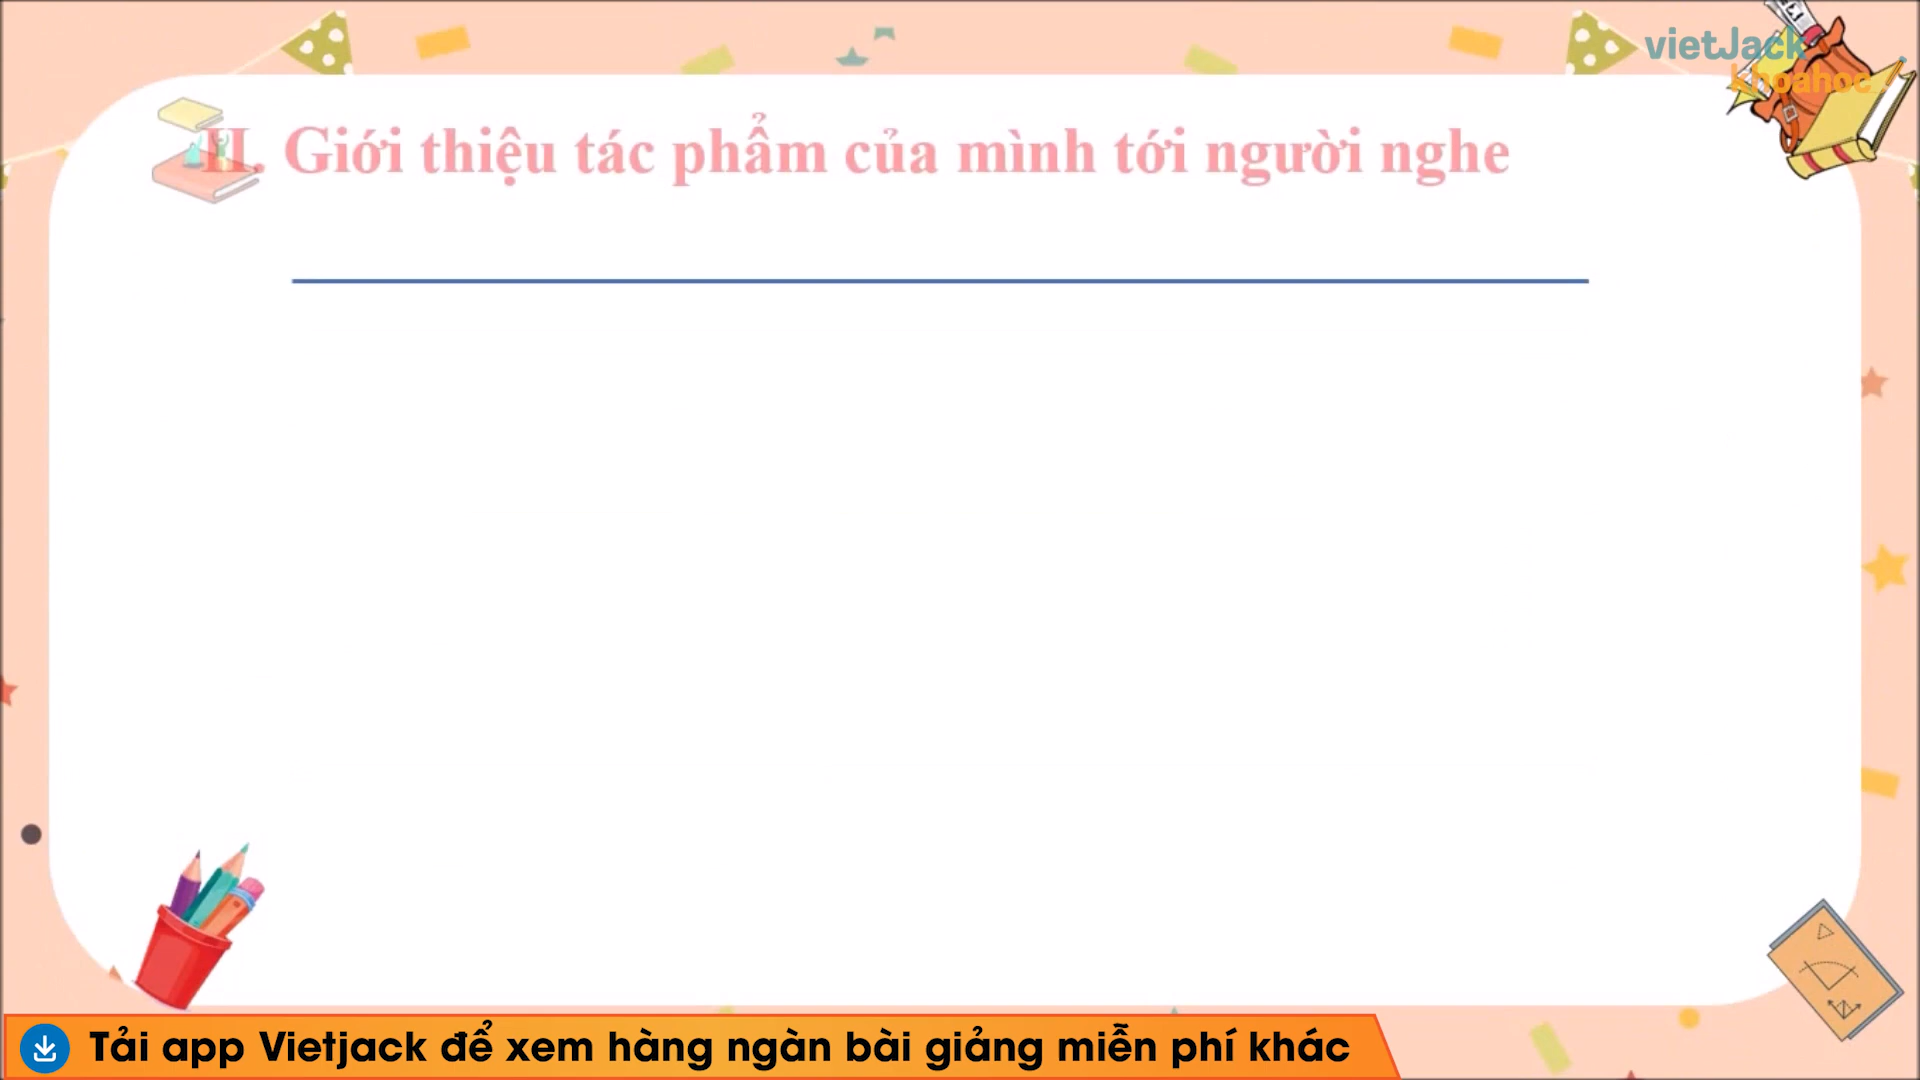 vietJack
khoahoc
II. Giới thiệu tác phẩm của mình tới người nghe
Tải app Vietjack để xem hàng ngàn bài giảng miễn phí khác